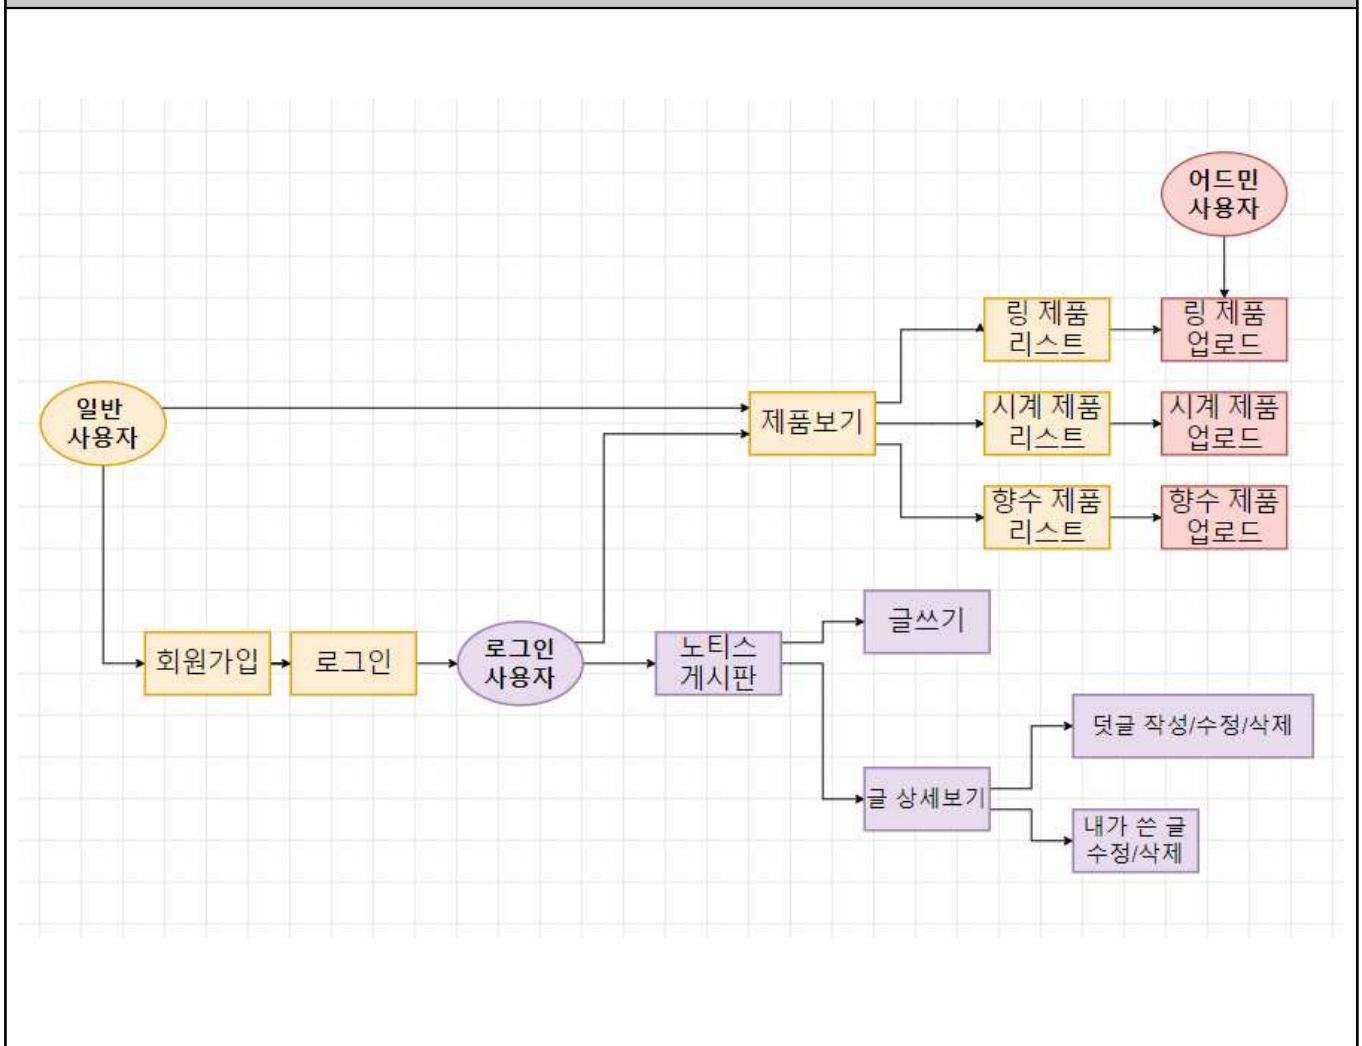 어드민
사용자
링 제품
리스트
링 제품
업로드
일반
사용자
제품보기
시계 제품
리스트
시계 제품
업로드
향수 제품
리스트
향수 제품
업로드
글쓰기
회원가입
로그인
로그인
사용자
노티스
게시판
덧글 작성/수정/삭제
글 상세보기
내가 쓴 글
수정/삭제